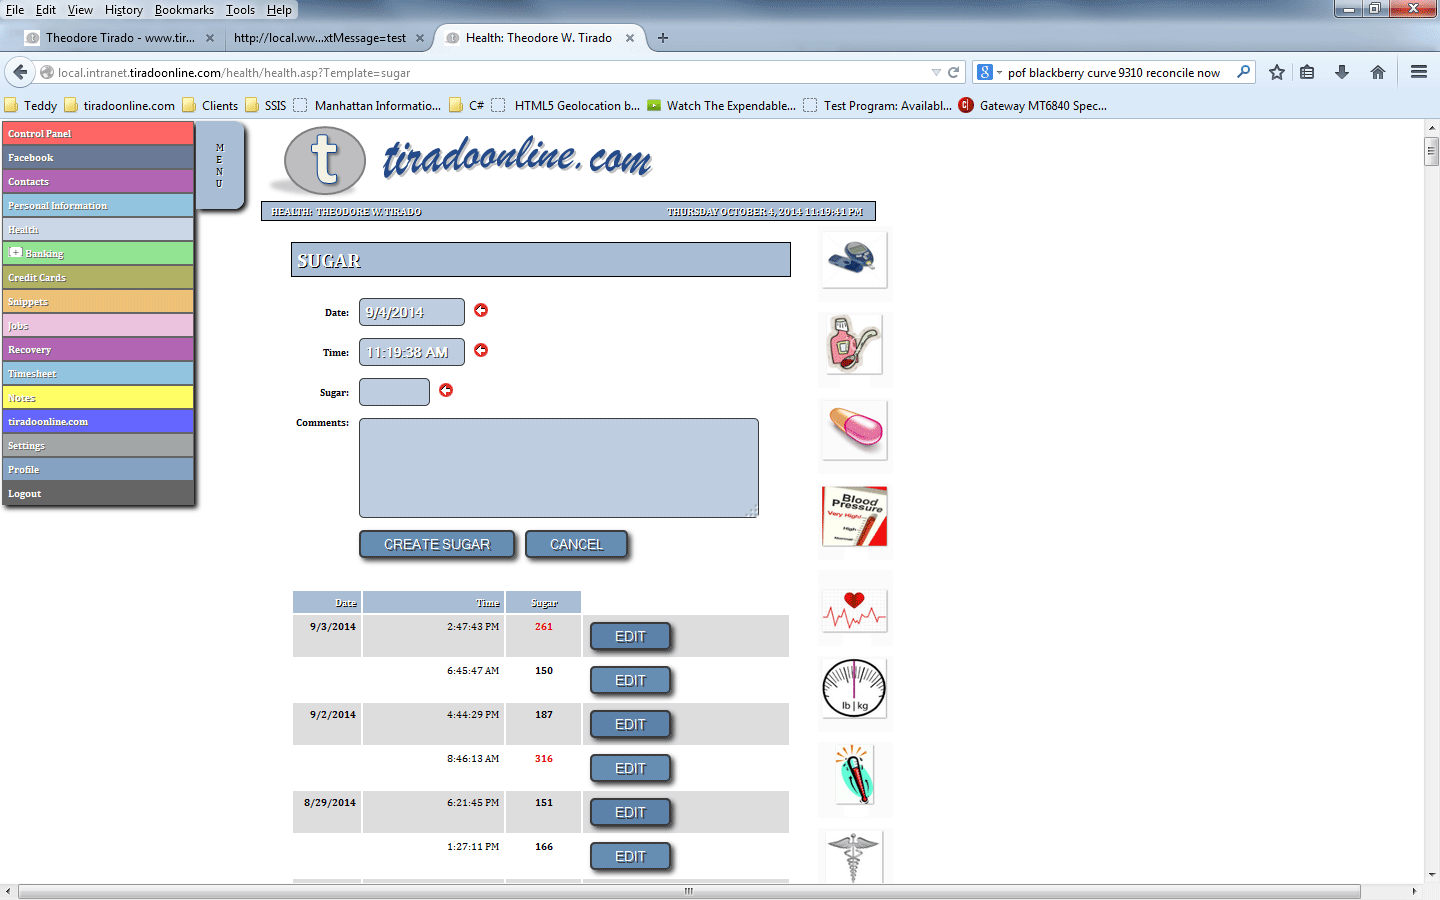 File Edit View History Bookmarks Tools Help
Theodore Tirado - www.tir... × http://local.ww...xtMessage=test × Health: Theodore W. Tirado × +
local.intranet.tiradoonline.com/health/health.asp?Template=sugar
pof blackberry curve 9310 reconcile now
Teddy tiradoonline.com Clients SSIS Manhattan Informatio... C# HTML5 Geolocation b... Watch The Expendable... Test Program: Availabl... Gateway MT6840 Spec...
Control Panel
Facebook
Contacts
Personal Information
Health
Banking
Credit Cards
Snippets
Jobs
Recovery
Timesheet
Notes
tiradoonline.com
Settings
Profile
Logout
M
E
N
U
t tiradoonline.com
HEALTH: THEODORE W. TIRADO THURSDAY OCTOBER 4, 2014 11:19:41 PM
SUGAR
Date: 9/4/2014
Time: 11:19:38 AM
Sugar:
Comments:
CREATE SUGAR CANCEL
Date Time Sugar
9/3/2014 2:47:43 PM 261 EDIT
6:45:47 AM 150 EDIT
9/2/2014 4:44:29 PM 187 EDIT
8:46:13 AM 316 EDIT
8/29/2014 6:21:45 PM 151 EDIT
1:27:11 PM 166 EDIT
Blood
Pressure
Very High!
High
lb | kg